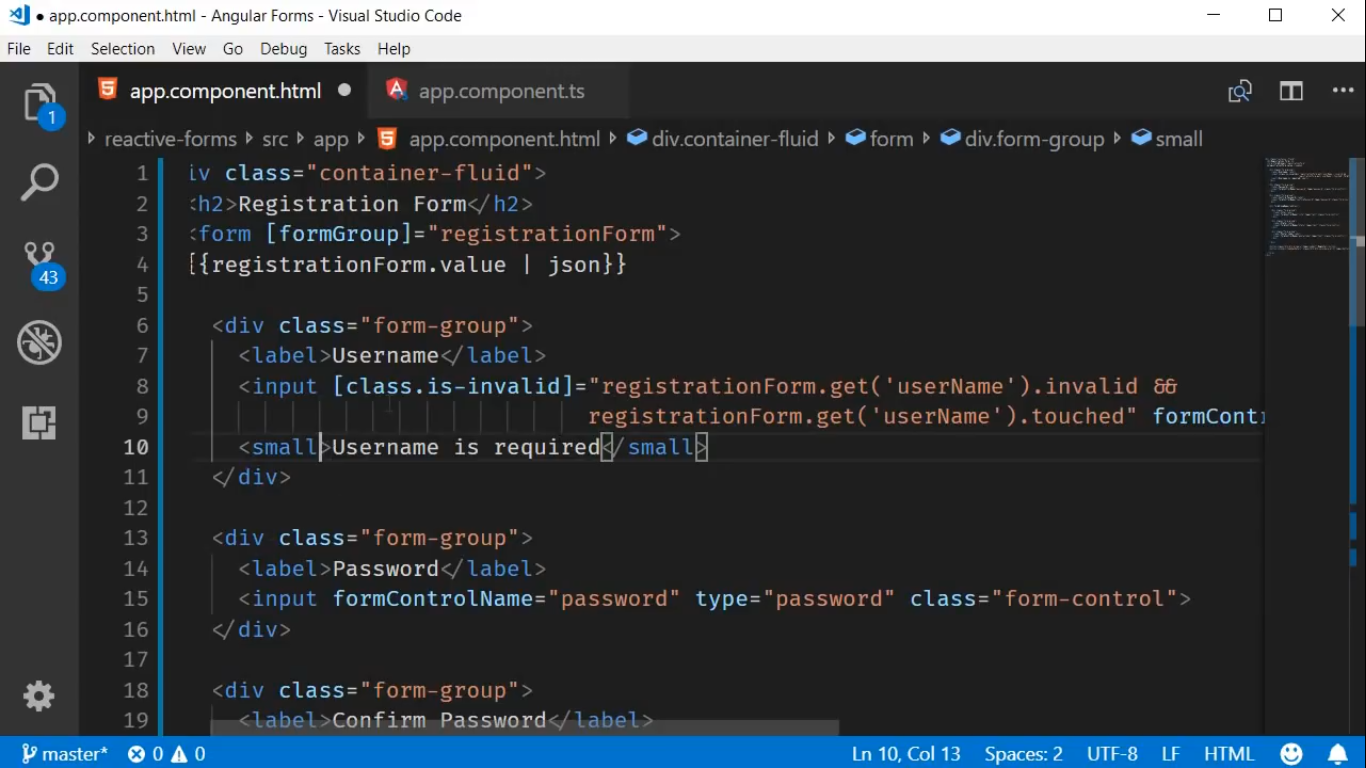 ● app.component.html - Angular Forms - Visual Studio Code
File Edit Selection View Go Debug Tasks Help
1
app.component.html ● app.component.ts
reactive-forms src app app.component.html div.container-fluid form div.form-group small
43
1 iv class="container-fluid">
2 <h2>Registration Form</h2>
3 <form [formGroup]="registrationForm">
4 {{registrationForm.value | json}}
5
6 <div class="form-group">
7 <label>Username</label>
8 <input [class.is-invalid]="registrationForm.get('userName').invalid &&
9 registrationForm.get('userName').touched" formContr
10 <small>Username is required</small>
11 </div>
12
13 <div class="form-group">
14 <label>Password</label>
15 <input formControlName="password" type="password" class="form-control">
16 </div>
17
18 <div class="form-group">
19 <label>Confirm Password</label>
master* 0 0 Ln 10, Col 13 Spaces: 2 UTF-8 LF HTML